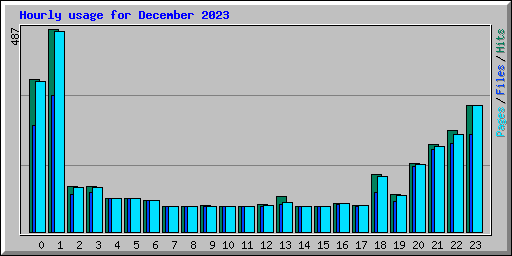 Hourly usage for December 2023
487
Pages/Files/Hits
0 1 2 3 4 5 6 7 8 9 10 11 12 13 14 15 16 17 18 19 20 21 22 23